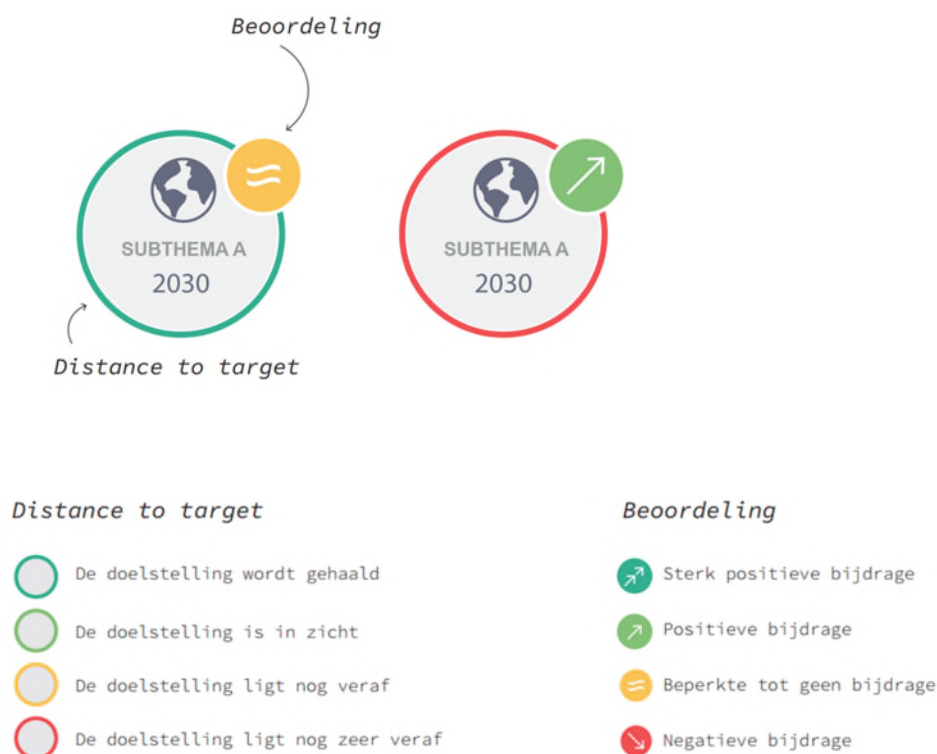 Beoordeling
SUBTHEMA A
2030
SUBTHEMA A
2030
Distance to target
Distance to target
De doelstelling wordt gehaald
De doelstelling is in zicht
De doelstelling ligt nog veraf
De doelstelling ligt nog zeer veraf
Beoordeling
Sterk positieve bijdrage
Positieve bijdrage
Beperkte tot geen bijdrage
Negatieve bijdrage